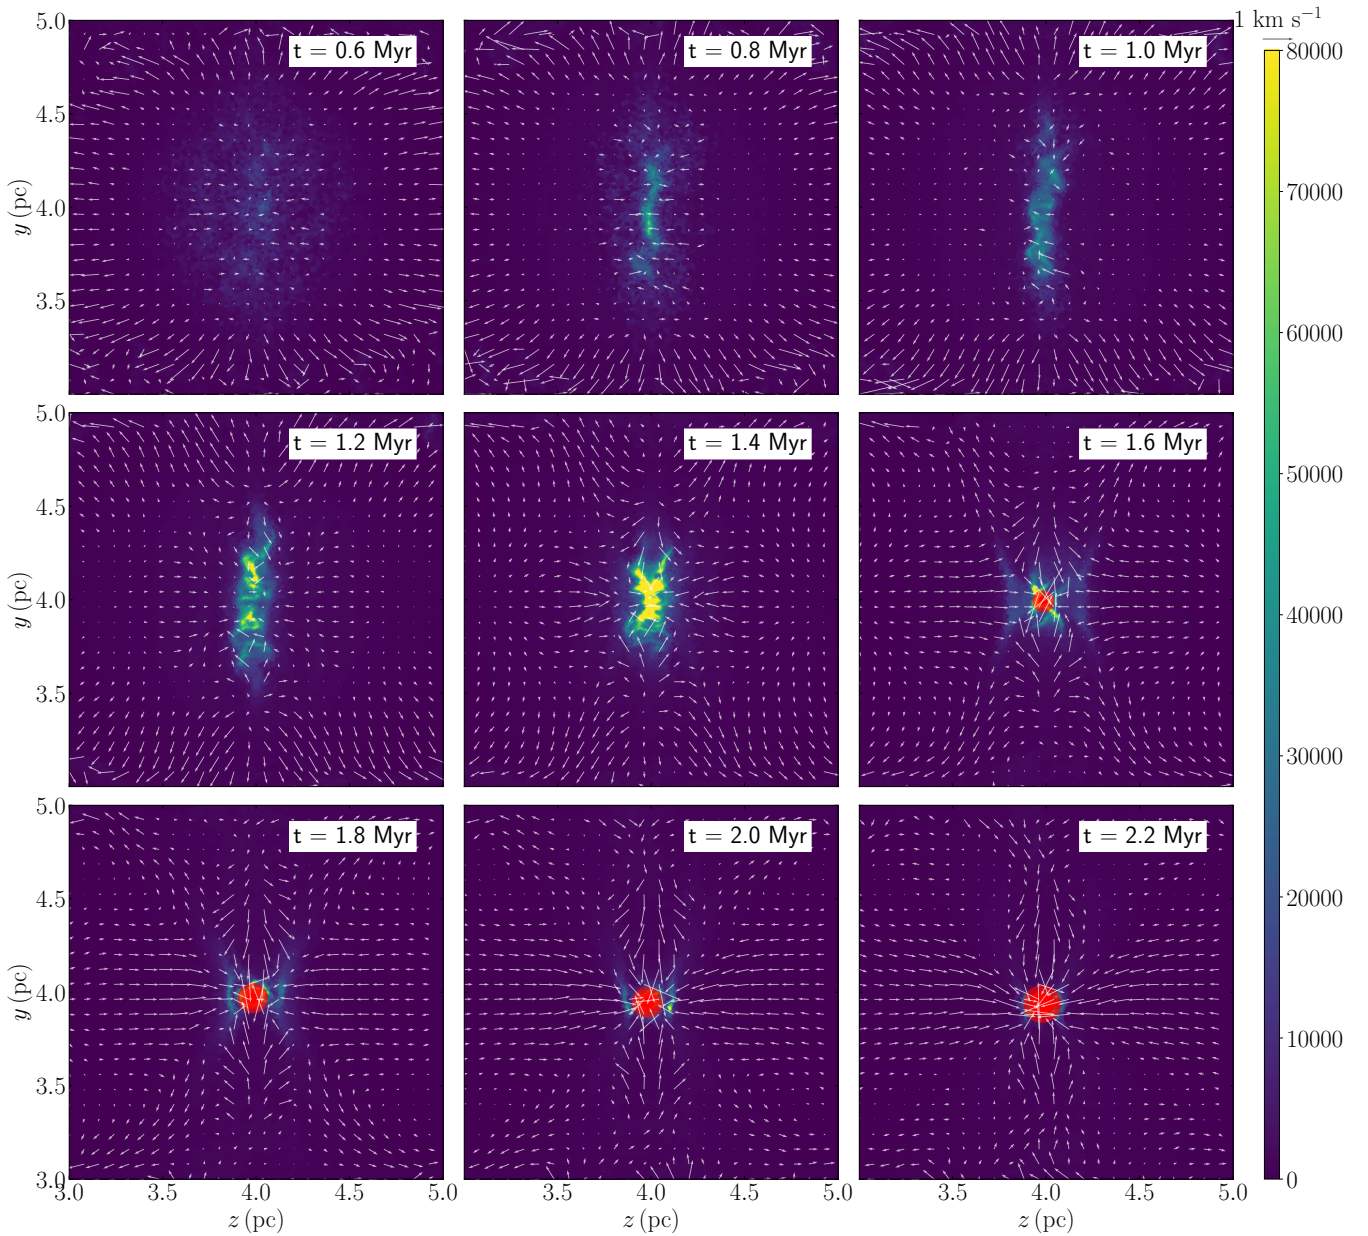 1 km s⁻¹
5.0
t = 0.6 Myr
t = 0.8 Myr
t = 1.0 Myr
80000
4.5
70000
y (pc)
4.0
60000
3.5
5.0
t = 1.2 Myr
t = 1.4 Myr
t = 1.6 Myr
50000
4.5
y (pc)
4.0
40000
3.5
30000
5.0
t = 1.8 Myr
t = 2.0 Myr
t = 2.2 Myr
4.5
20000
y (pc)
4.0
3.5
10000
3.0
0
3.0 3.5 4.0 4.5 5.0
3.5 4.0 4.5 5.0
3.5 4.0 4.5 5.0
z (pc)
z (pc)
z (pc)